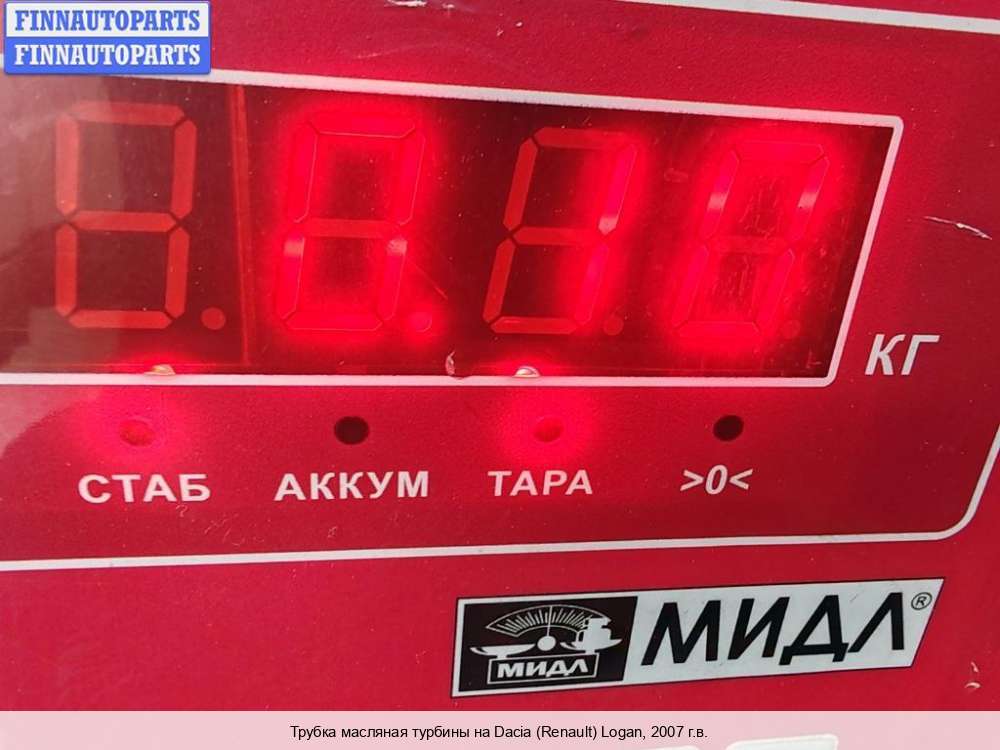 FINNAUTOPARTS
FINNAUTOPARTS
КГ
СТАБ АККУМ ТАРА >0<
МИДЛ МИДЛ®
Трубка масляная турбины на Dacia (Renault) Logan, 2007 г.в.